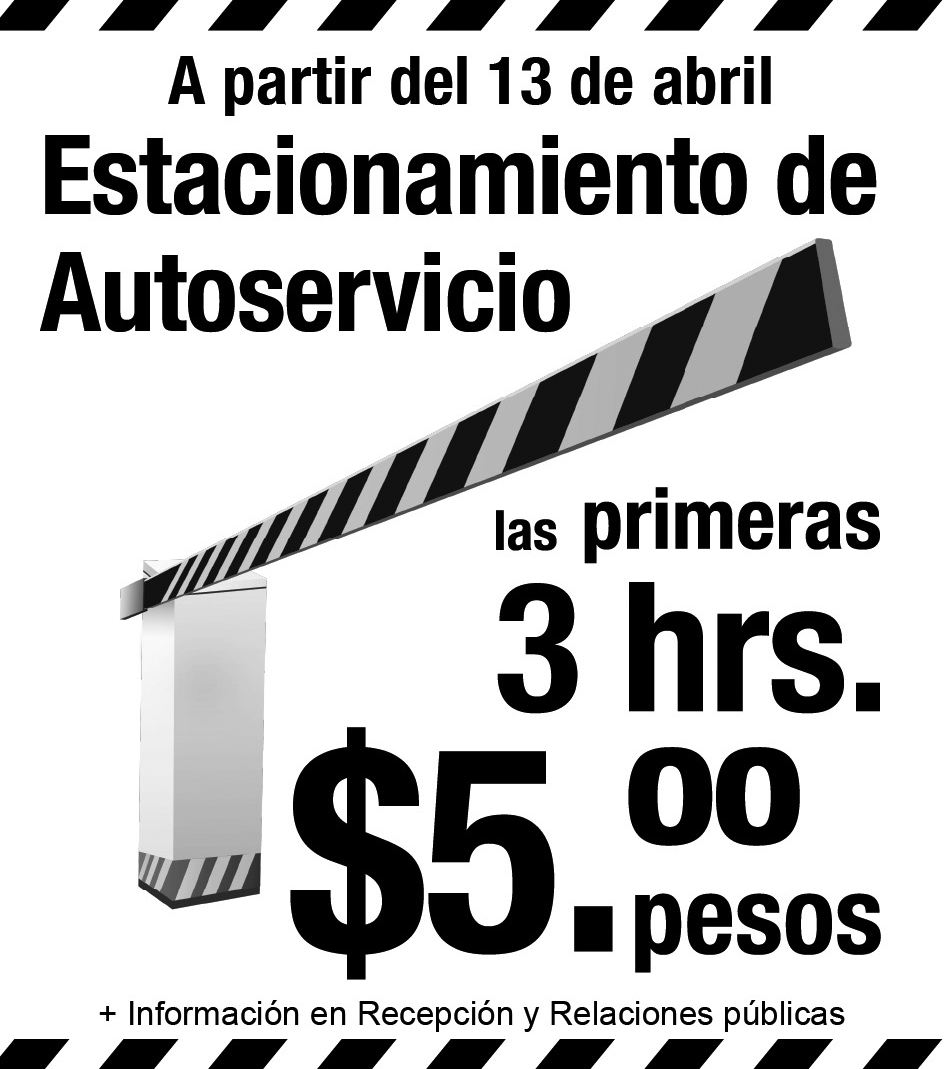 A partir del 13 de abril
Estacionamiento de
Autoservicio
las primeras
3 hrs.
$5.00
pesos
+ Información en Recepción y Relaciones públicas